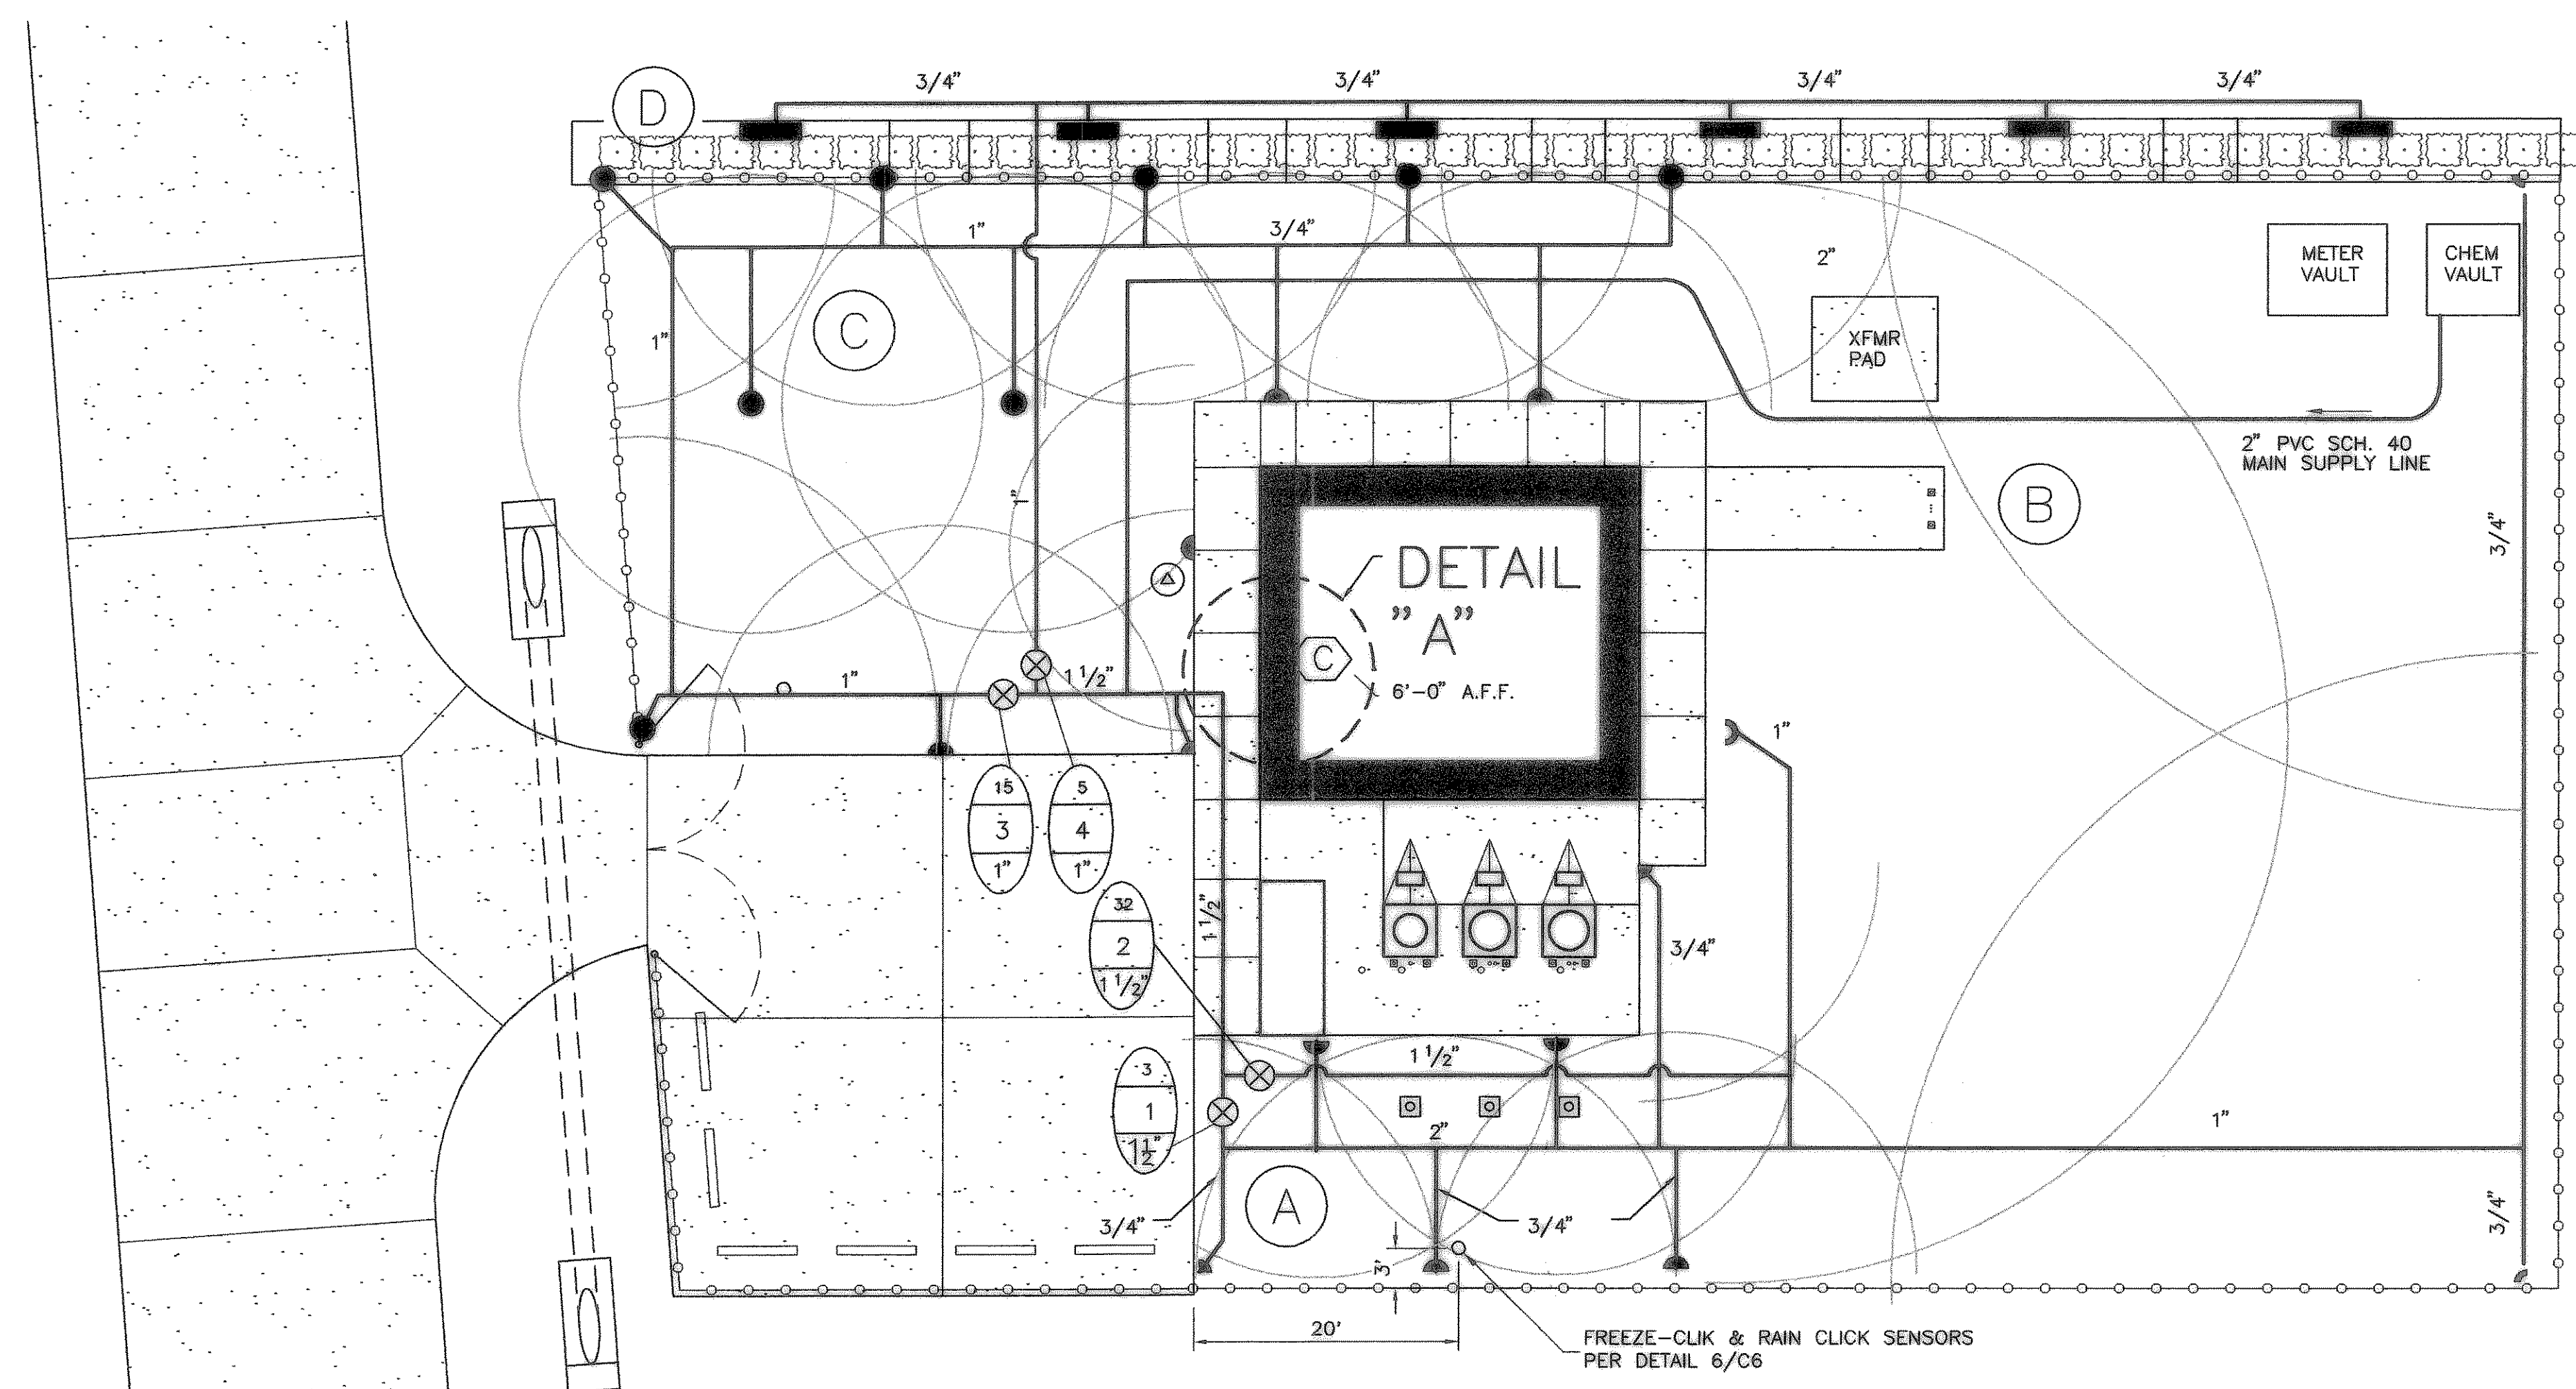 3/4" 3/4" 3/4" 3/4"
D
1" 3/4" 2"
METER
VAULT
CHEM
VAULT
1"
C
XFMR
PAD
2" PVC SCH. 40
MAIN SUPPLY LINE
1"
B
3/4"
DETAIL
"A"
C
6'-0" A.F.F.
1" 1 1/2"
1"
15
3
1"
5
4
1"
32
2
1 1/2"
1 1/2"
3/4"
1 1/2"
3
1
1 1/2"
2"
1"
A
3/4"
3/4"
3/4"
3'
20'
FREEZE-CLIK & RAIN CLICK SENSORS
PER DETAIL 6/C6